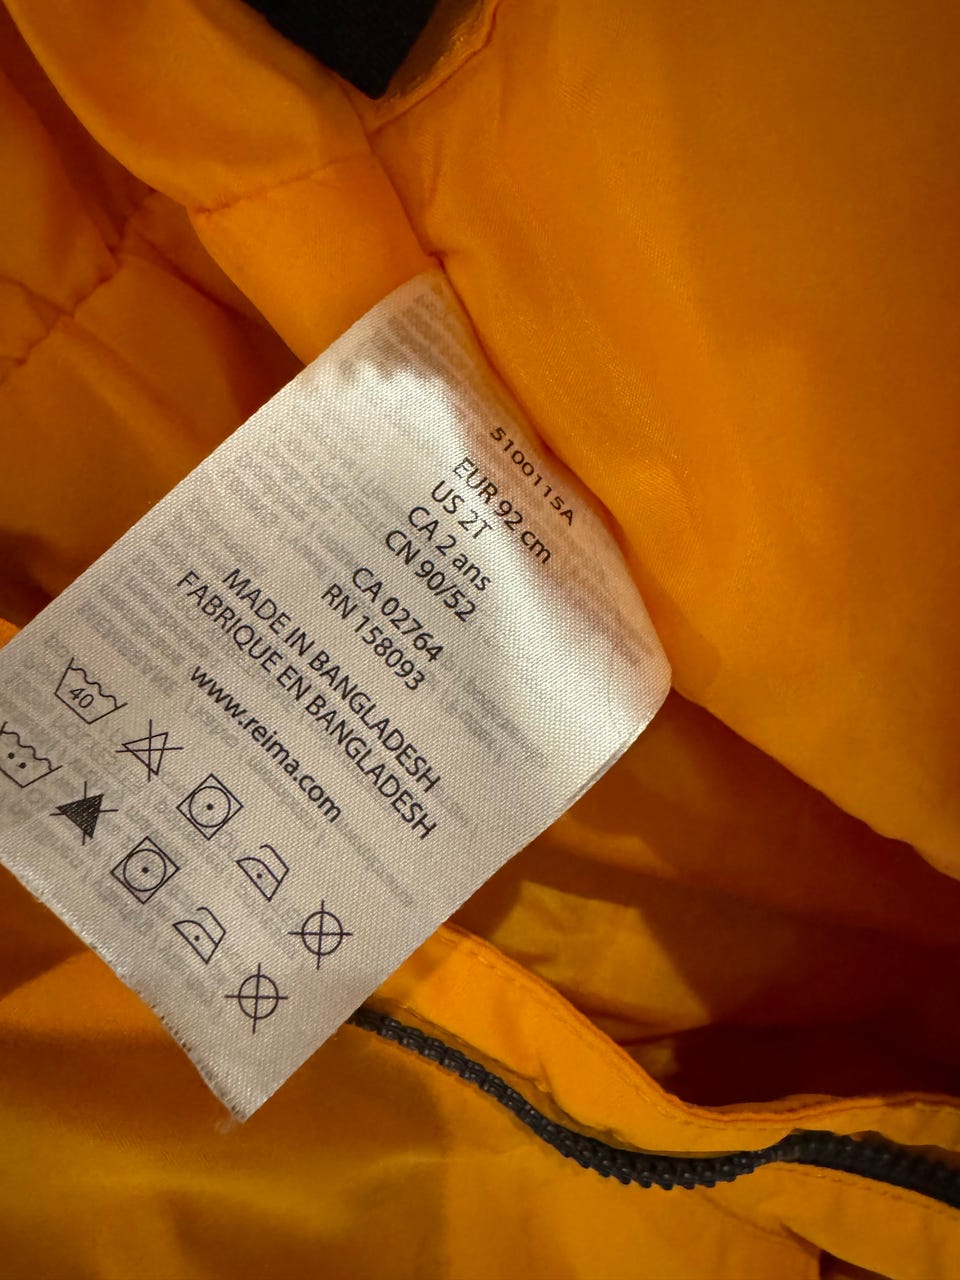 5100115A
EUR 92 cm
US 2T
CA 2 ans
CN 90/52
CA 02764
RN 158093
MADE IN BANGLADESH
FABRIQUE EN BANGLADESH
www.reima.com
40